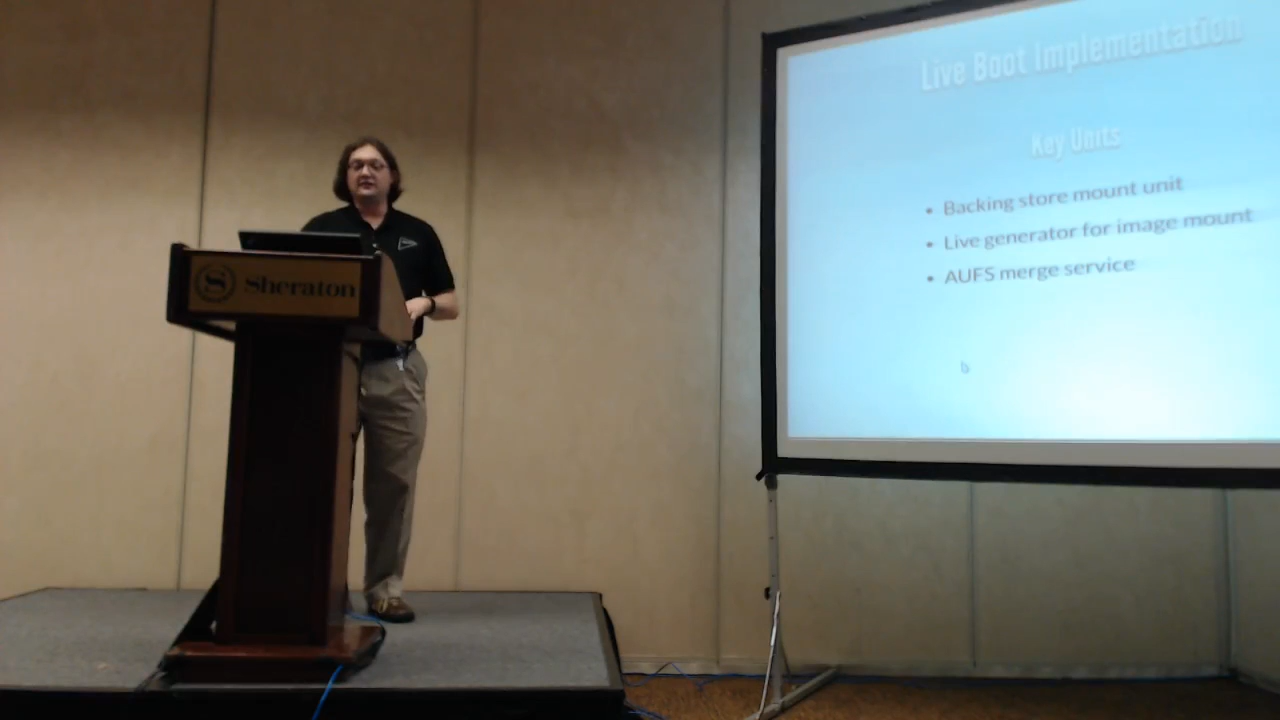 Live Boot Implementation
Key Units
• Backing store mount unit
• Live generator for image mount
• AUFS merge service
Sheraton